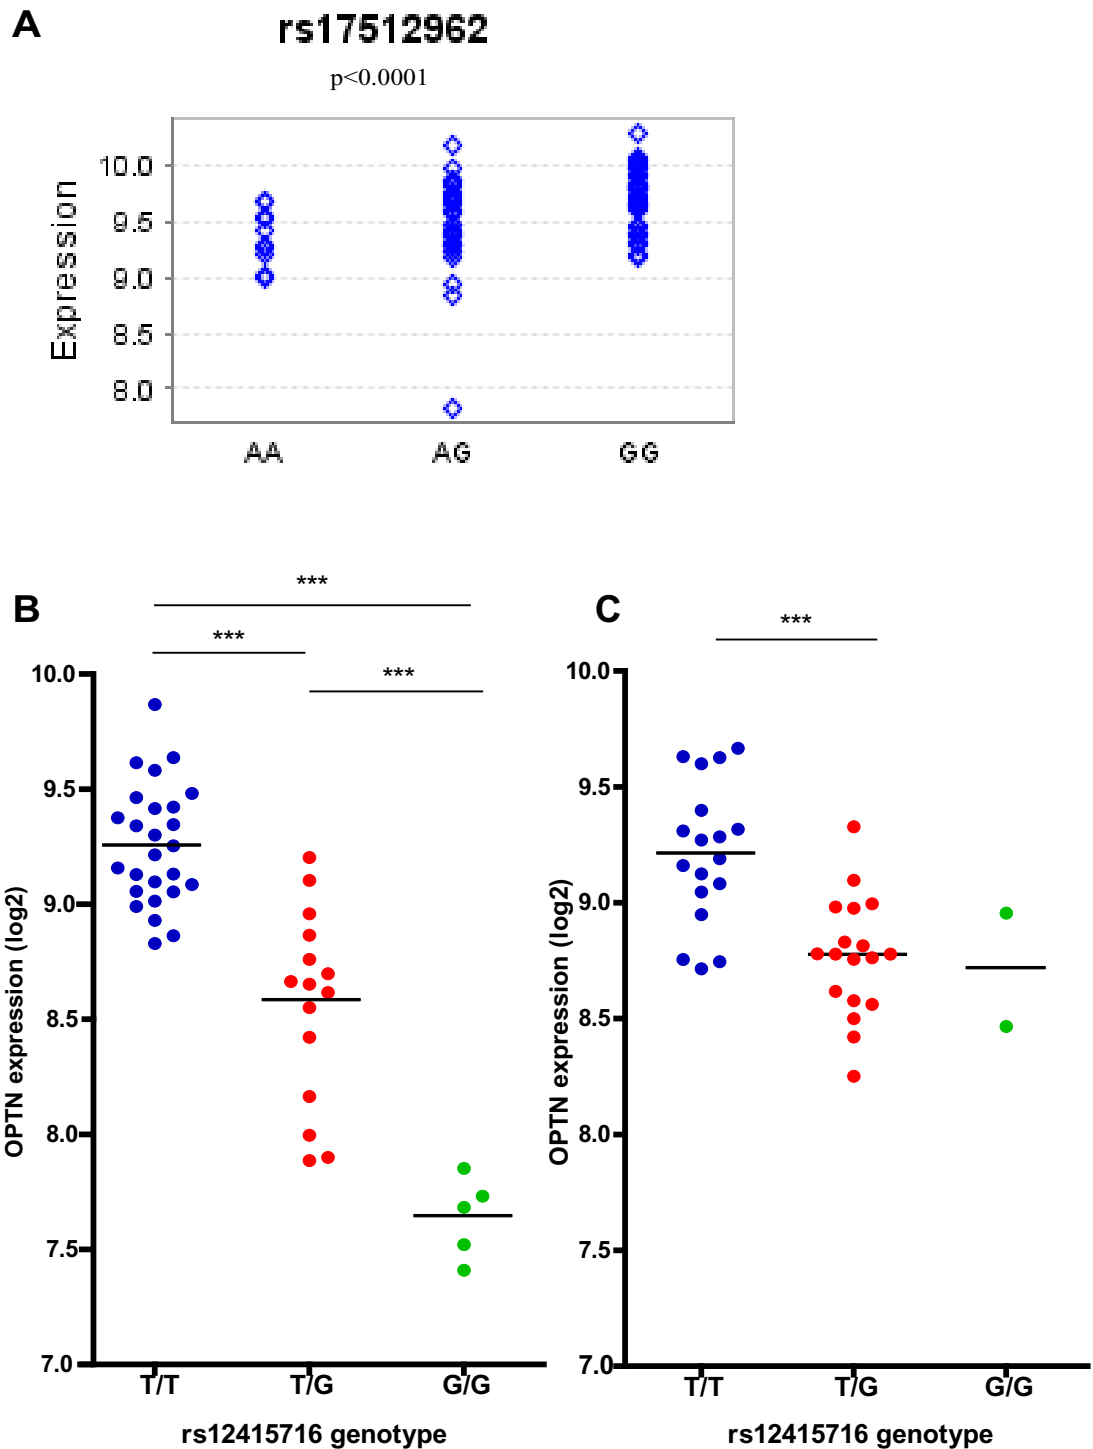 A
rs17512962
p<0.0001
Expression
10.0
9.5
9.0
8.5
8.0
AA AG GG
B
***
***
***
OPTN expression (log2)
10.0
9.5
9.0
8.5
8.0
7.5
7.0
T/T T/G G/G
rs12415716 genotype
C
***
OPTN expression (log2)
10.0
9.5
9.0
8.5
8.0
7.5
7.0
T/T T/G G/G
rs12415716 genotype